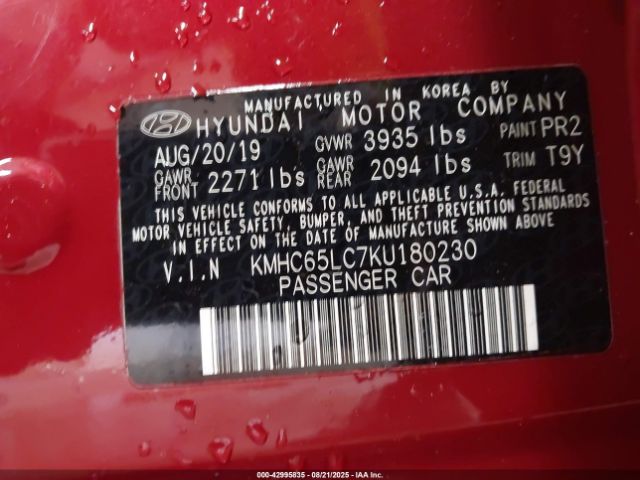 MANUFACTURED IN KOREA BY
HYUNDAI MOTOR COMPANY
AUG/20/19 GVWR 3935 lbs PAINT PR2
GAWR FRONT 2271 lbs GAWR REAR 2094 lbs TRIM T9Y
THIS VEHICLE CONFORMS TO ALL APPLICABLE U.S.A. FEDERAL
MOTOR VEHICLE SAFETY, BUMPER, AND THEFT PREVENTION STANDARDS
IN EFFECT ON THE DATE OF MANUFACTURE SHOWN ABOVE.
V.I.N KMHC65LC7KU180230
PASSENGER CAR
000-42995835 - 08/21/2025 - IAA Inc.